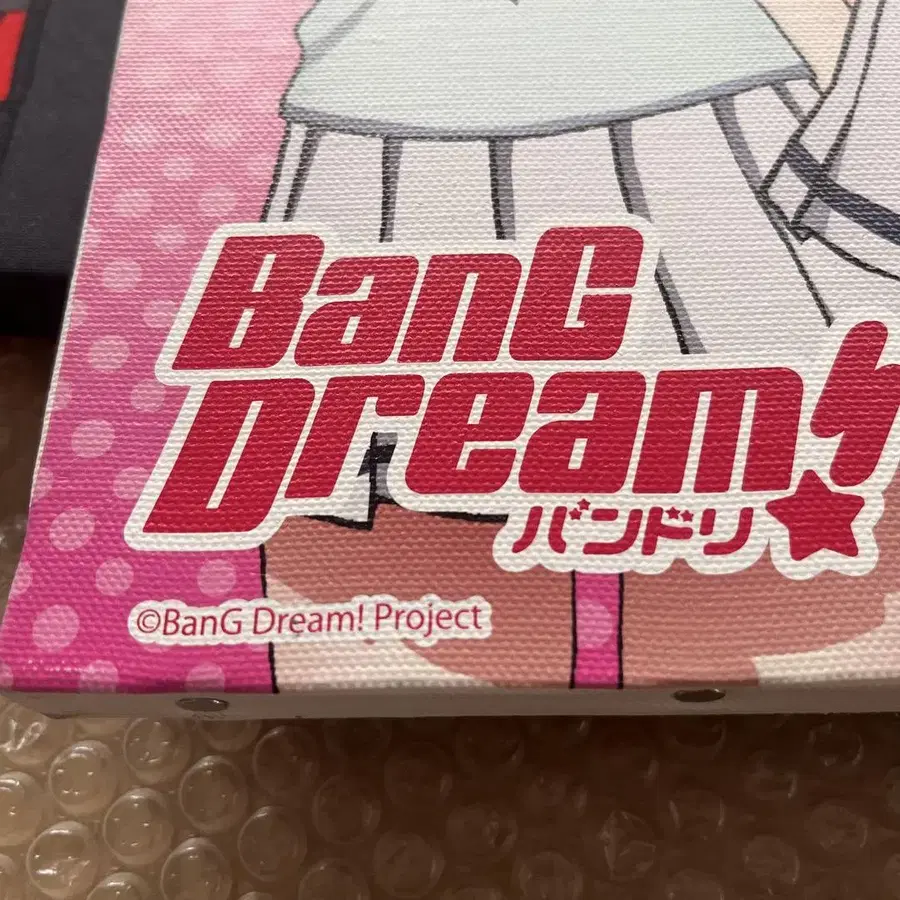 BanG
Dream!
バンドリ
©BanG Dream! Project